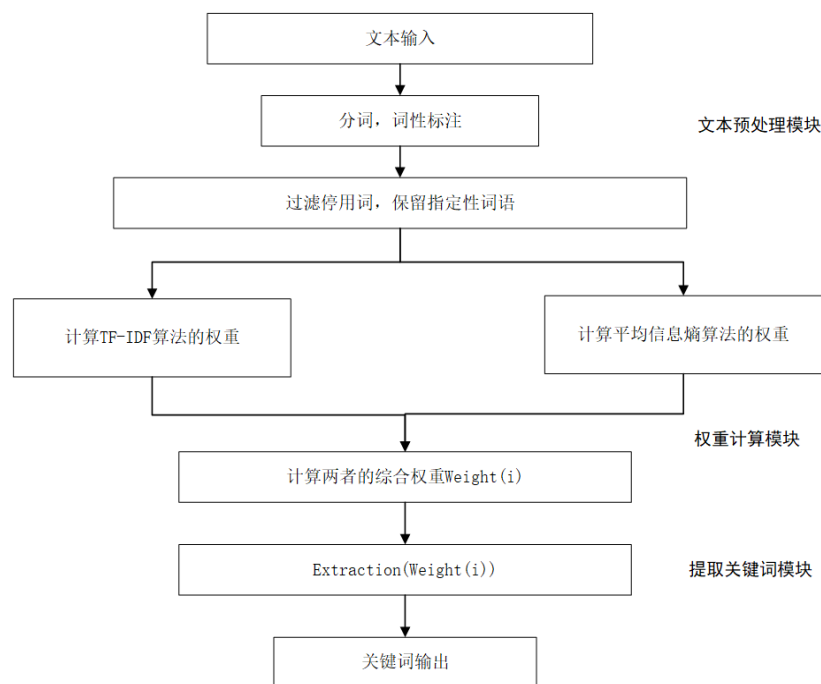 文本输入
分词，词性标注
文本预处理模块
过滤停用词，保留指定性词语
计算TF-IDF算法的权重
计算平均信息熵算法的权重
权重计算模块
计算两者的综合权重Weight(i)
Extraction(Weight(i))
提取关键词模块
关键词输出